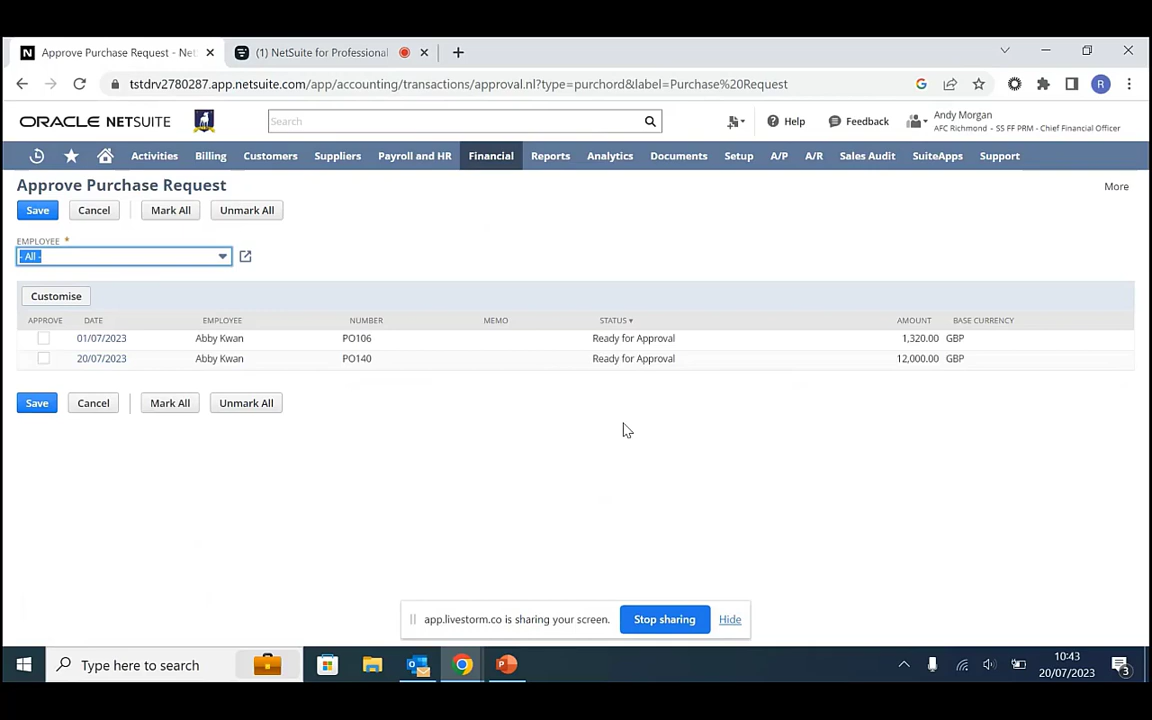 Approve Purchase Request - Net
(1) NetSuite for Professional
tstdrv2780287.app.netsuite.com/app/accounting/transactions/approval.nl?type=purchord&label=Purchase%20Request
ORACLE NETSUITE
Search
Help
Feedback
Andy Morgan
AFC Richmond - SS FF PRM - Chief Financial Officer
Activities Billing Customers Suppliers Payroll and HR Financial Reports Analytics Documents Setup A/P A/R Sales Audit SuiteApps Support
Approve Purchase Request
More
Save Cancel Mark All Unmark All
EMPLOYEE *
- All -
Customise
APPROVE DATE EMPLOYEE NUMBER MEMO STATUS AMOUNT BASE CURRENCY
01/07/2023 Abby Kwan PO106 Ready for Approval 1,320.00 GBP
20/07/2023 Abby Kwan PO140 Ready for Approval 12,000.00 GBP
Save Cancel Mark All Unmark All
app.livestorm.co is sharing your screen. Stop sharing Hide
Type here to search
10:43
20/07/2023
3